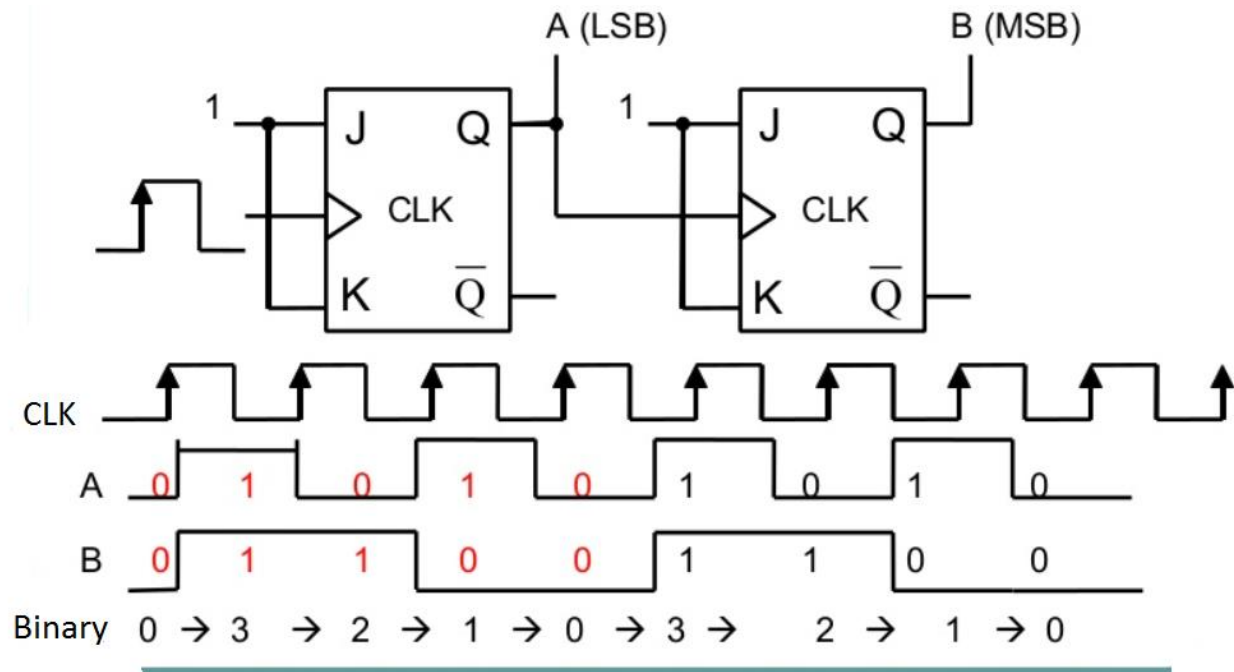 A (LSB) B (MSB)
1 J Q 1 J Q
CLK CLK
K Q̅ K Q̅
CLK
A 0 1 0 1 0 1 0 1 0
B 0 1 1 0 0 1 1 0 0
Binary 0 → 3 → 2 → 1 → 0 → 3 → 2 → 1 → 0